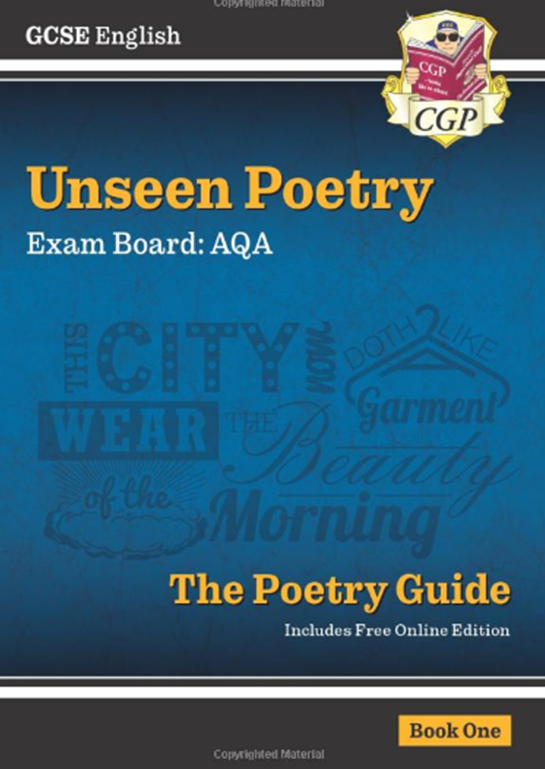 Copyrighted Material
GCSE English
CGP
CGP
Unseen Poetry
Exam Board: AQA
THIS CITY now DOTH LIKE
WEAR THE Garment
Beauty
of the Morning
The Poetry Guide
Includes Free Online Edition
Book One
Copyrighted Material